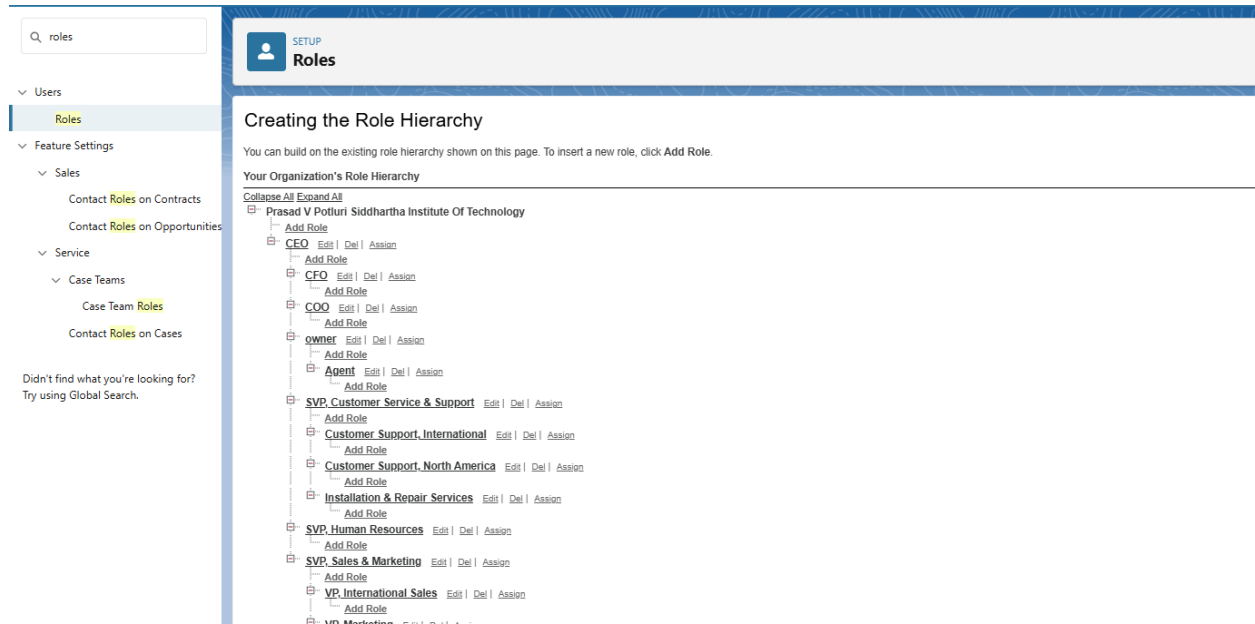 roles
Users
Roles
Feature Settings
Sales
Contact Roles on Contracts
Contact Roles on Opportunities
Service
Case Teams
Case Team Roles
Contact Roles on Cases
Didn't find what you're looking for?
Try using Global Search.
SETUP
Roles
Creating the Role Hierarchy
You can build on the existing role hierarchy shown on this page. To insert a new role, click Add Role.
Your Organization's Role Hierarchy
Collapse All Expand All
Prasad V Potluri Siddhartha Institute Of Technology
Add Role
CEO Edit | Del | Assign
Add Role
CFO Edit | Del | Assign
Add Role
COO Edit | Del | Assign
Add Role
owner Edit | Del | Assign
Add Role
Agent Edit | Del | Assign
Add Role
SVP, Customer Service & Support Edit | Del | Assign
Add Role
Customer Support, International Edit | Del | Assign
Add Role
Customer Support, North America Edit | Del | Assign
Add Role
Installation & Repair Services Edit | Del | Assign
Add Role
SVP, Human Resources Edit | Del | Assign
Add Role
SVP, Sales & Marketing Edit | Del | Assign
Add Role
VP, International Sales Edit | Del | Assign
Add Role
VP, Marketing Edit | Del | Assign